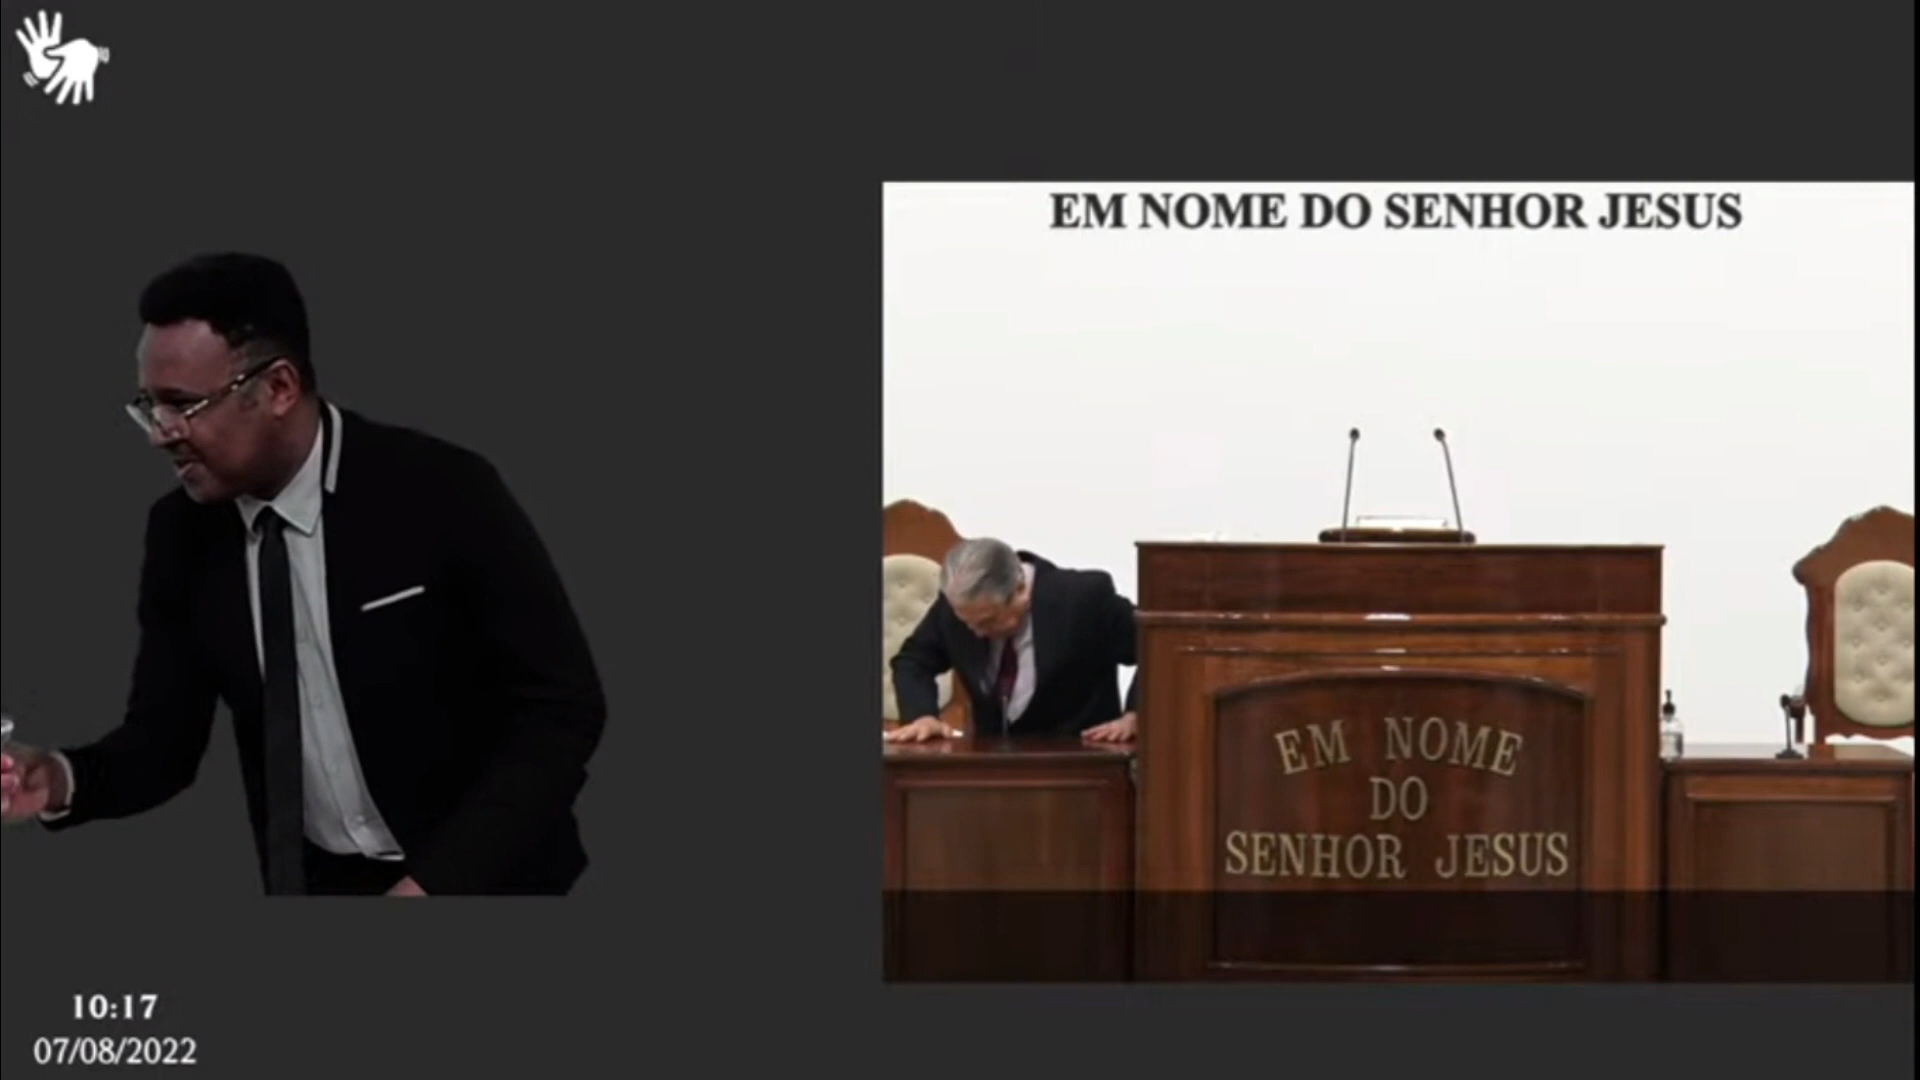 EM NOME DO SENHOR JESUS
EM NOME
DO
SENHOR JESUS
10:17
07/08/2022